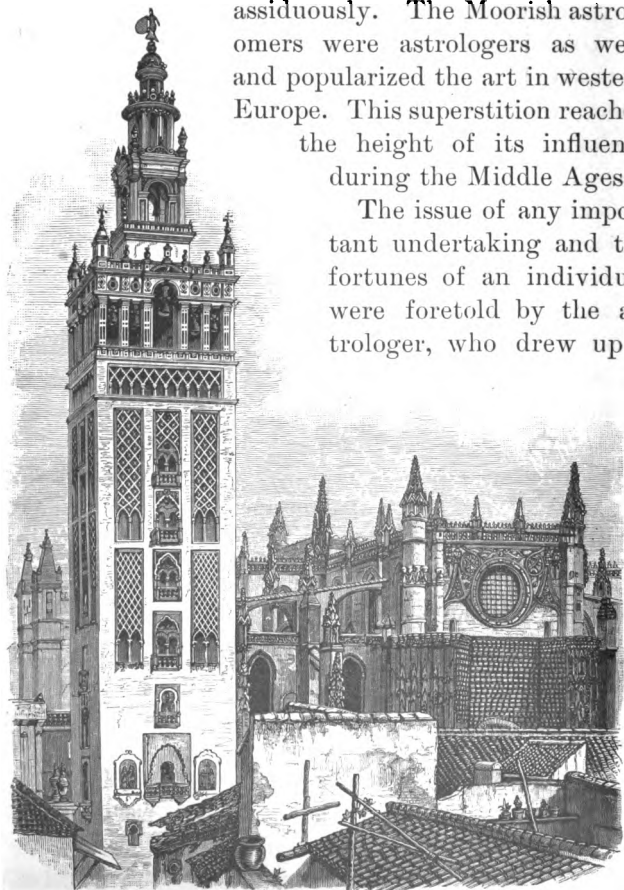 assiduously. The Moorish astro
omers were astrologers as we
and popularized the art in weste
Europe. This superstition reach
the height of its influen
during the Middle Ages
The issue of any impo
tant undertaking and t
fortunes of an individu
were foretold by the a
trologer, who drew up